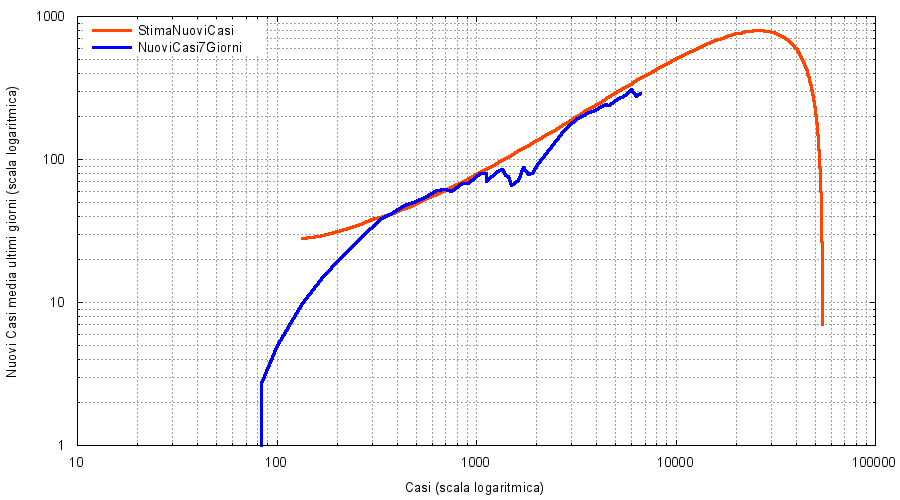 1000
StimaNuoviCasi
NuoviCasi7Giorni
100
10
1
Nuovi Casi media ultimi giorni (scala logaritmica)
10
100
1000
10000
100000
Casi (scala logaritmica)